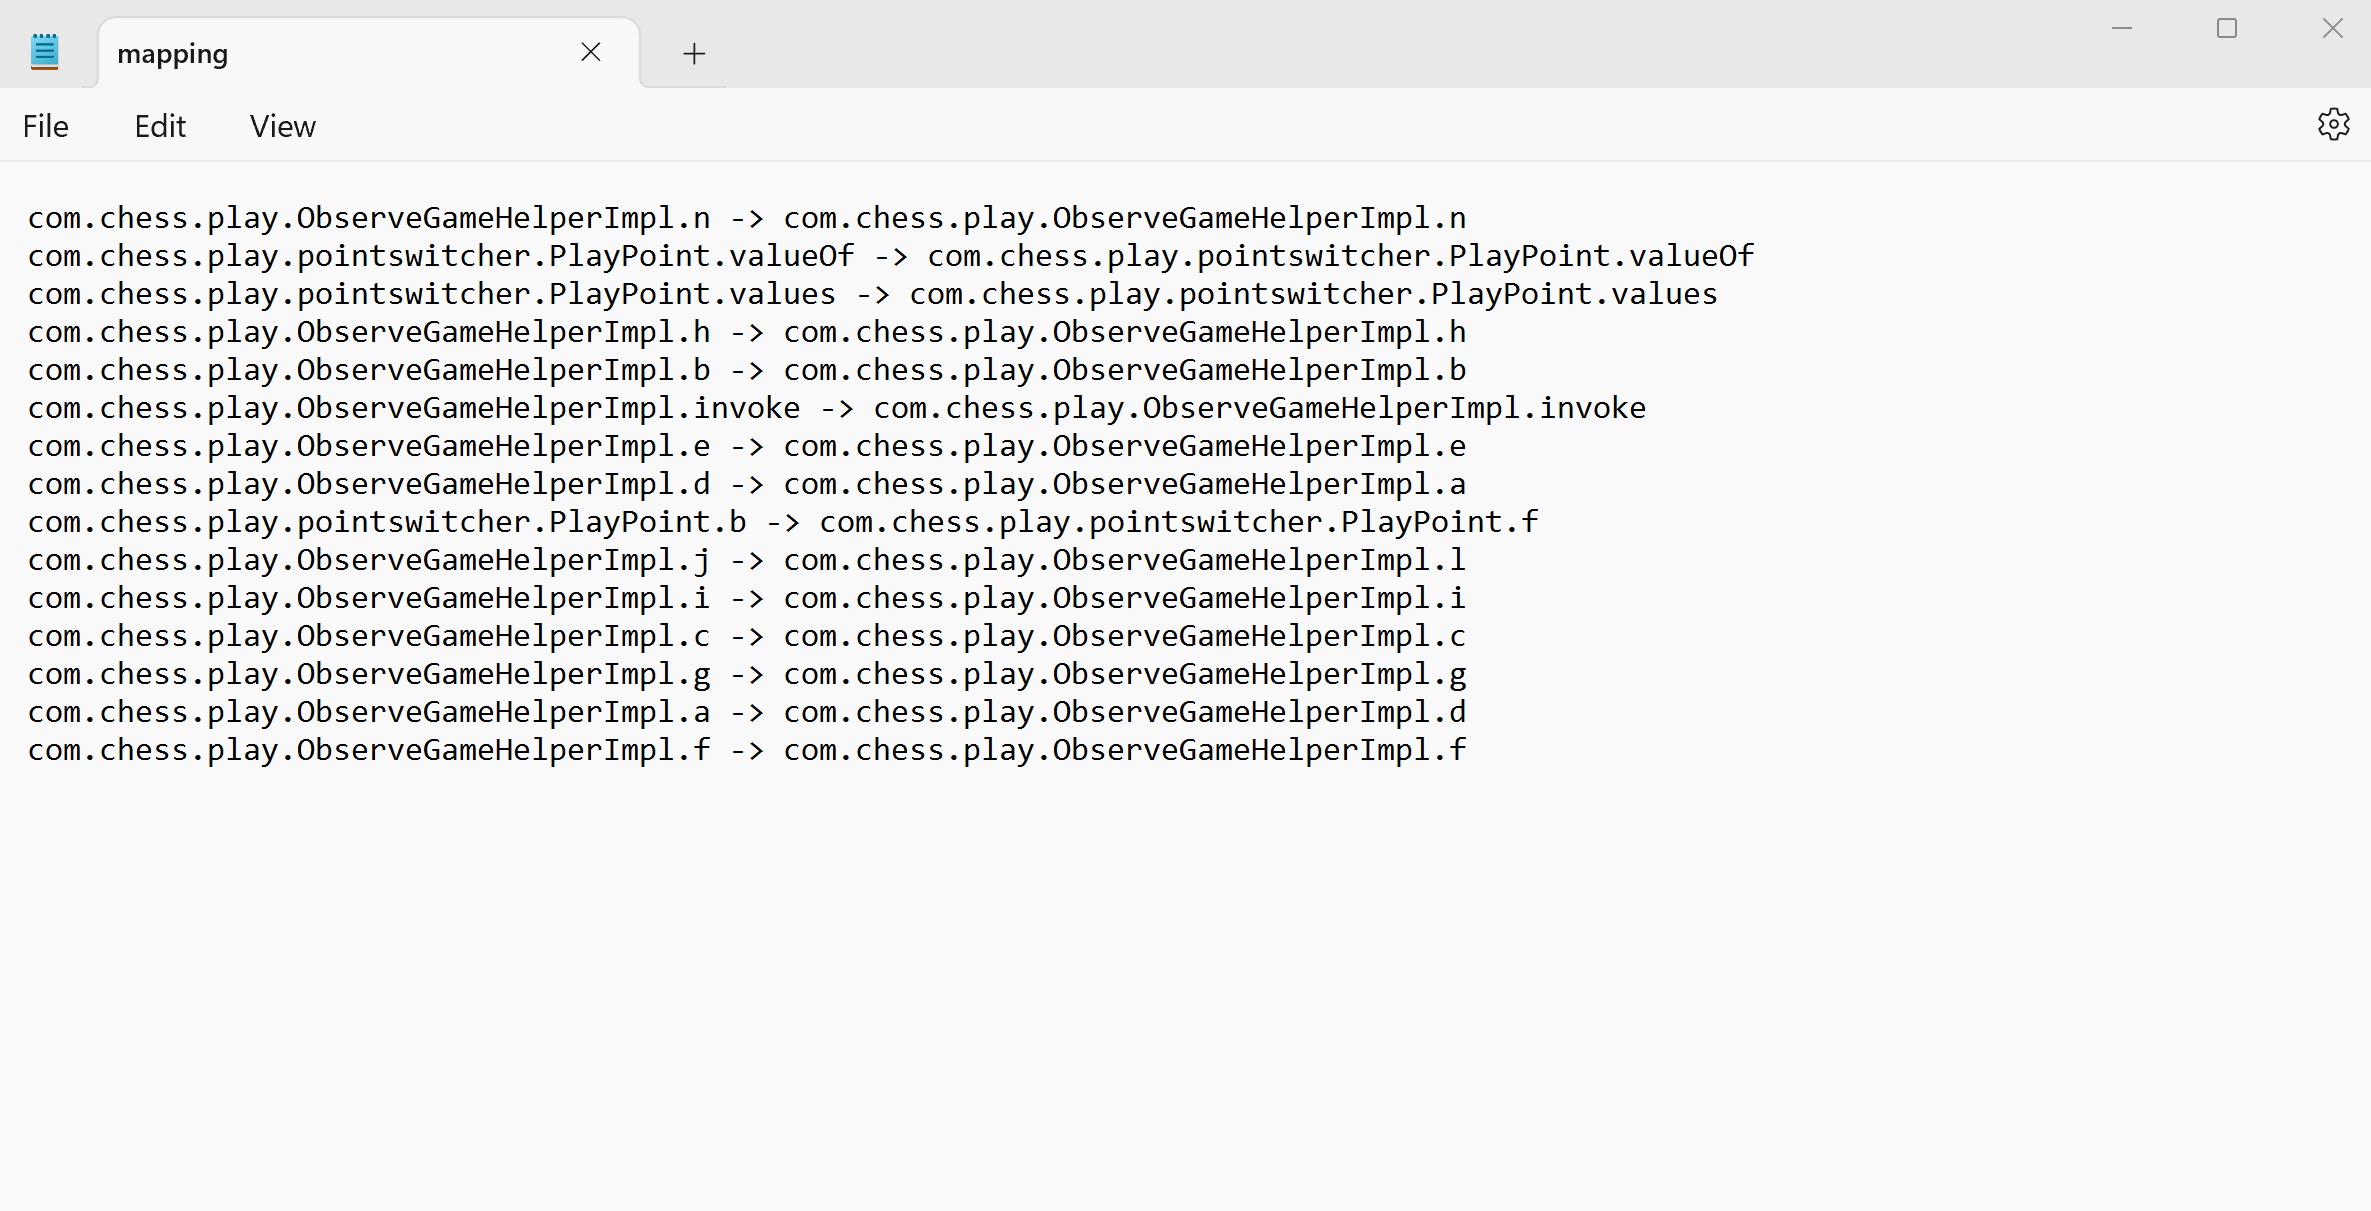 mapping
File Edit View
com.chess.play.ObserveGameHelperImpl.n -> com.chess.play.ObserveGameHelperImpl.n
com.chess.play.pointswitcher.PlayPoint.valueOf -> com.chess.play.pointswitcher.PlayPoint.valueOf
com.chess.play.pointswitcher.PlayPoint.values -> com.chess.play.pointswitcher.PlayPoint.values
com.chess.play.ObserveGameHelperImpl.h -> com.chess.play.ObserveGameHelperImpl.h
com.chess.play.ObserveGameHelperImpl.b -> com.chess.play.ObserveGameHelperImpl.b
com.chess.play.ObserveGameHelperImpl.invoke -> com.chess.play.ObserveGameHelperImpl.invoke
com.chess.play.ObserveGameHelperImpl.e -> com.chess.play.ObserveGameHelperImpl.e
com.chess.play.ObserveGameHelperImpl.d -> com.chess.play.ObserveGameHelperImpl.a
com.chess.play.pointswitcher.PlayPoint.b -> com.chess.play.pointswitcher.PlayPoint.f
com.chess.play.ObserveGameHelperImpl.j -> com.chess.play.ObserveGameHelperImpl.l
com.chess.play.ObserveGameHelperImpl.i -> com.chess.play.ObserveGameHelperImpl.i
com.chess.play.ObserveGameHelperImpl.c -> com.chess.play.ObserveGameHelperImpl.c
com.chess.play.ObserveGameHelperImpl.g -> com.chess.play.ObserveGameHelperImpl.g
com.chess.play.ObserveGameHelperImpl.a -> com.chess.play.ObserveGameHelperImpl.d
com.chess.play.ObserveGameHelperImpl.f -> com.chess.play.ObserveGameHelperImpl.f